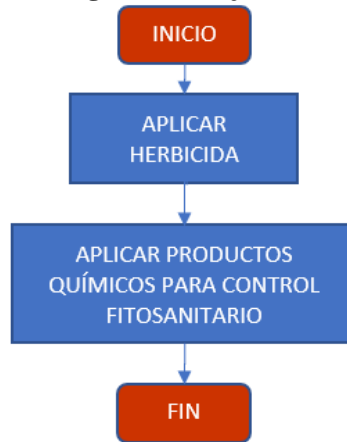 INICIO
APLICAR
HERBICIDA
APLICAR PRODUCTOS
QUÍMICOS PARA CONTROL
FITOSANITARIO
FIN